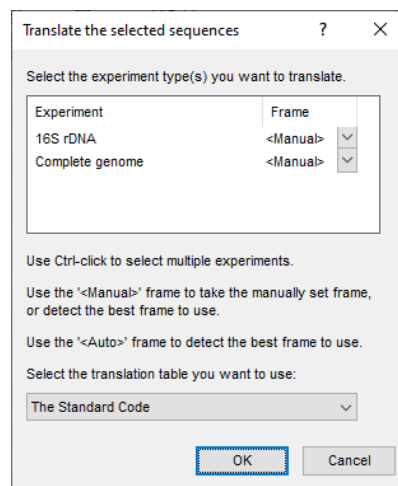 Translate the selected sequences ? ×
Select the experiment type(s) you want to translate.
Experiment Frame
16S rDNA <Manual>
Complete genome <Manual>
Use Ctrl-click to select multiple experiments.
Use the '<Manual>' frame to take the manually set frame,
or detect the best frame to use.
Use the '<Auto>' frame to detect the best frame to use.
Select the translation table you want to use:
The Standard Code
OK Cancel